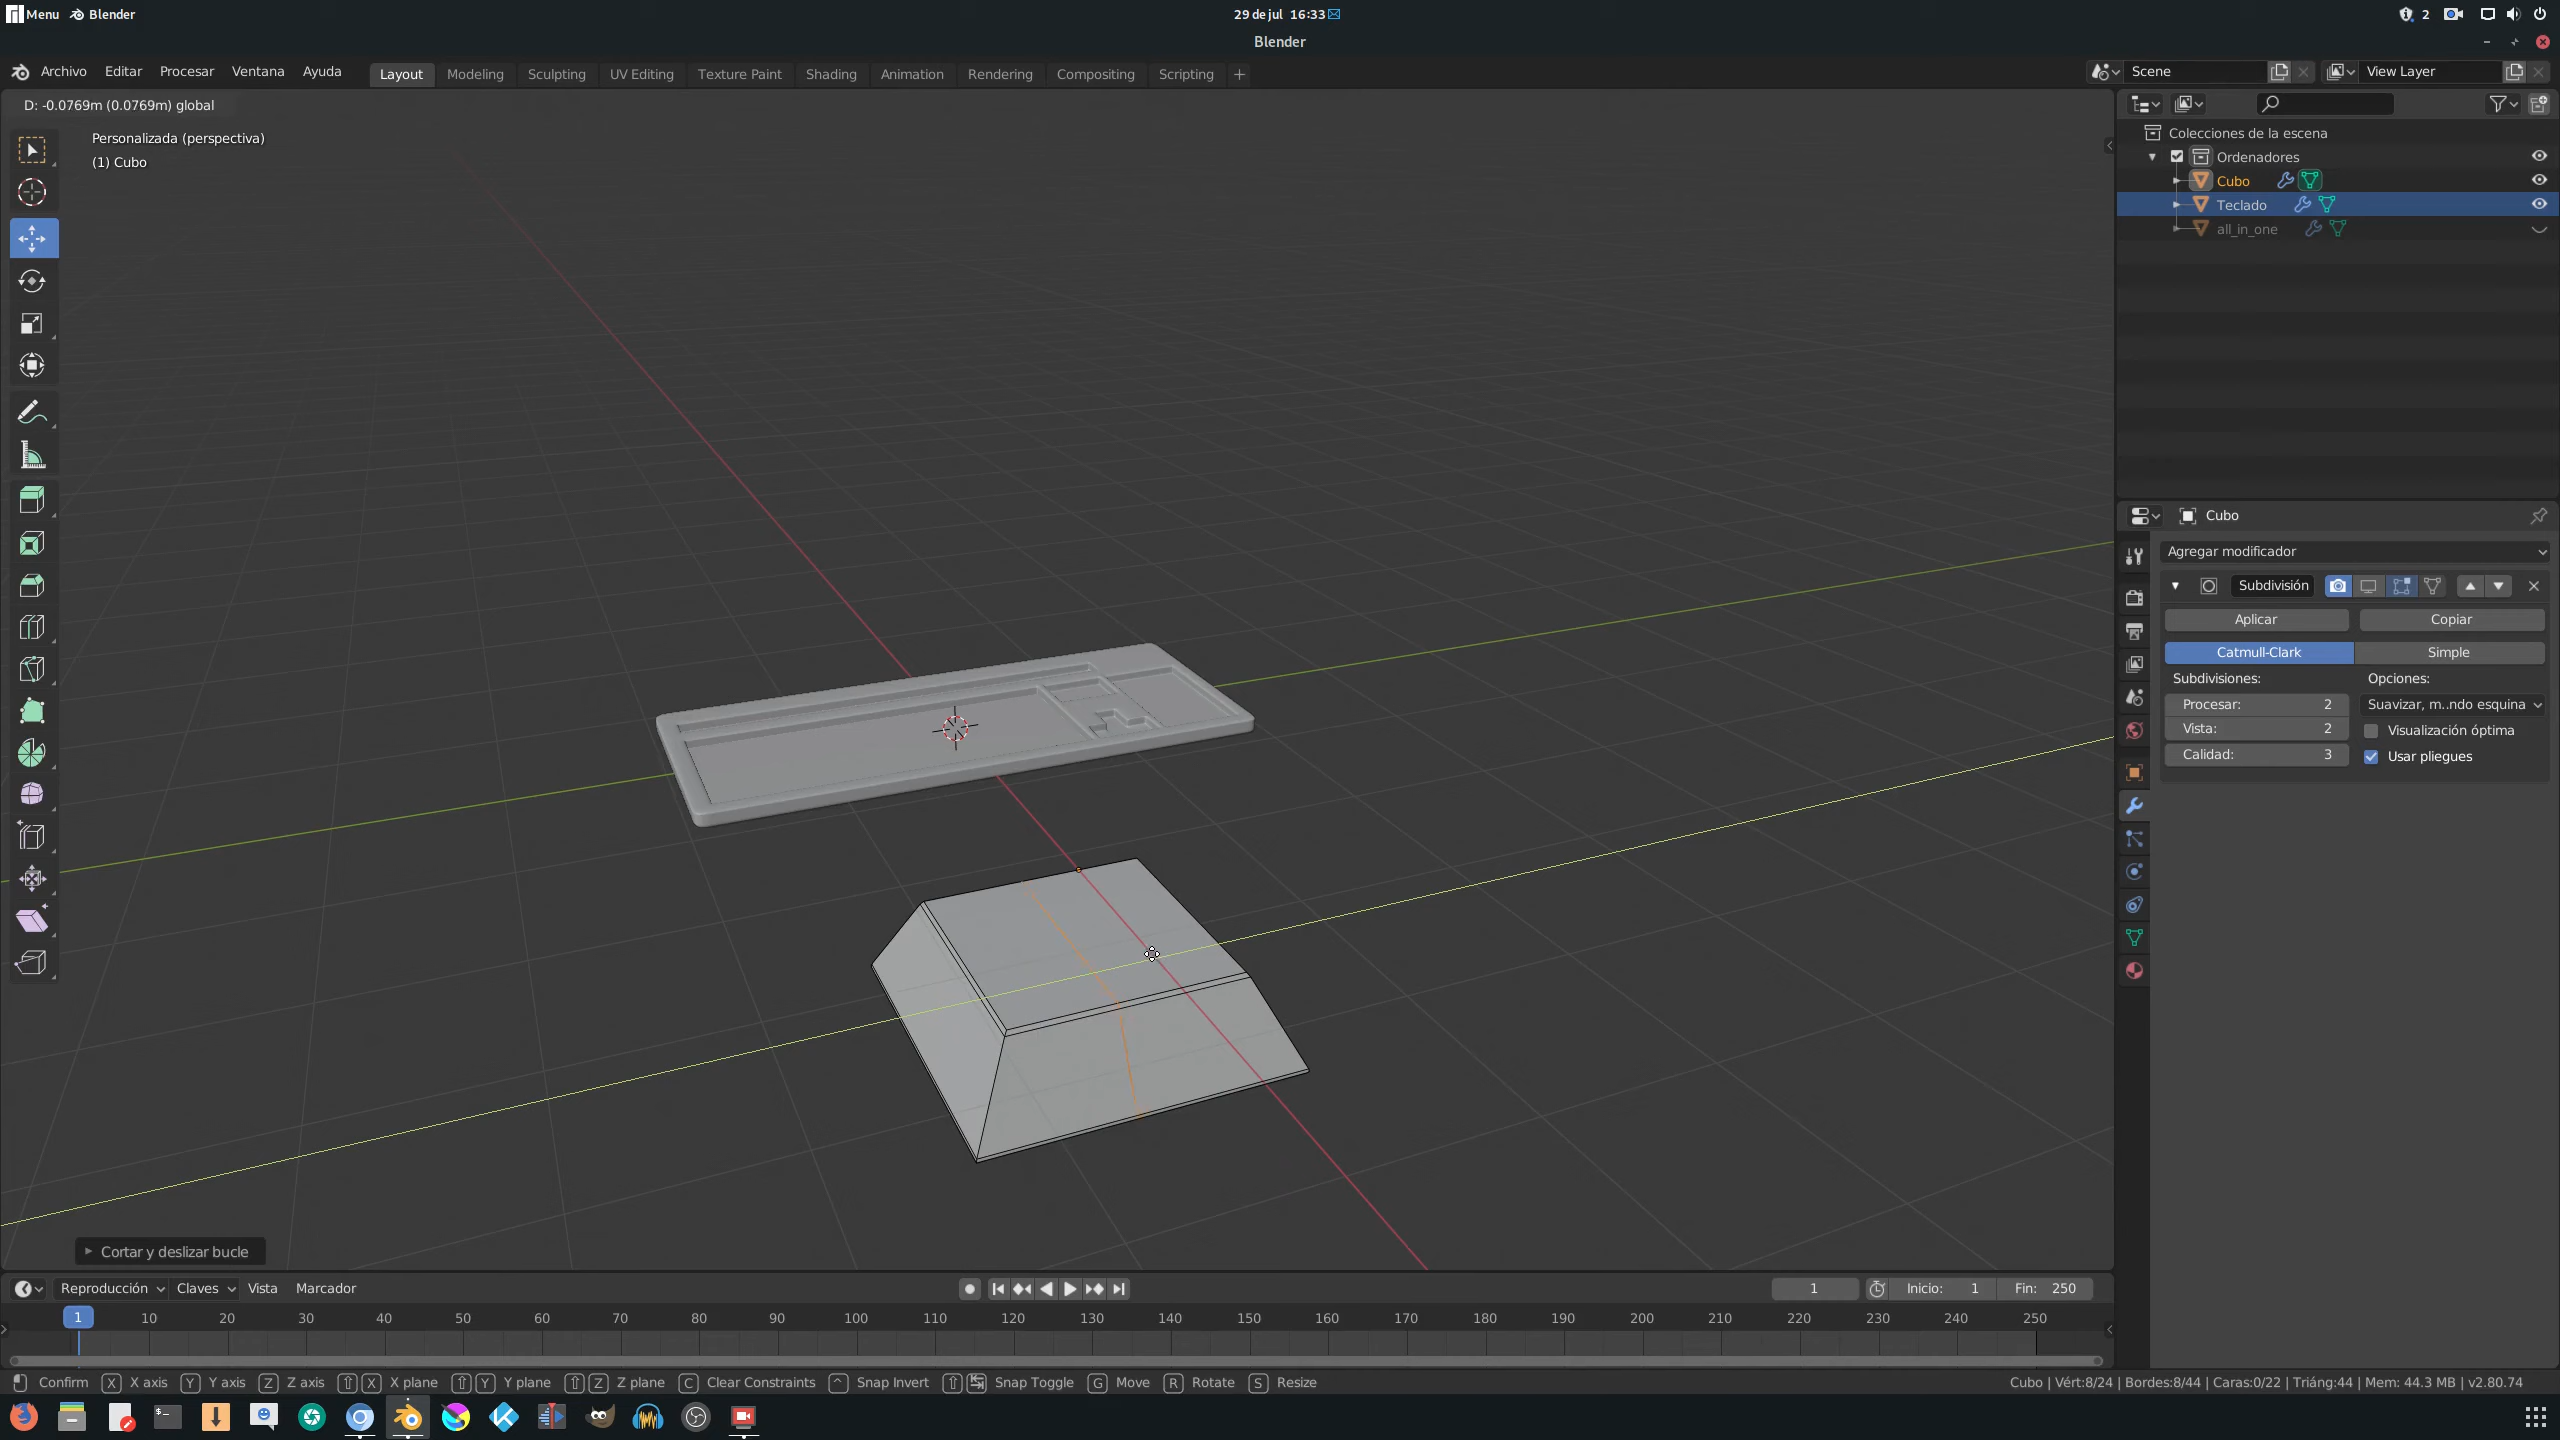 Menu Blender 29 de jul 16:33 2
Blender
Archivo Editar Procesar Ventana Ayuda Layout Modeling Sculpting UV Editing Texture Paint Shading Animation Rendering Compositing Scripting + Scene View Layer
D: -0.0769m (0.0769m) global
Personalizada (perspectiva)
(1) Cubo
Colecciones de la escena
Ordenadores
Cubo
Teclado
all_in_one
Cubo
Agregar modificador
Subdivisión
Aplicar Copiar
Catmull-Clark Simple
Subdivisiones: Opciones:
Procesar: 2 Suavizar, m..ndo esquina
Vista: 2 Visualización óptima
Calidad: 3 Usar pliegues
Cortar y deslizar bucle
Reproducción Claves Vista Marcador 1 Inicio: 1 Fin: 250
1 10 20 30 40 50 60 70 80 90 100 110 120 130 140 150 160 170 180 190 200 210 220 230 240 250
Confirm X X axis Y Y axis Z Z axis X X plane Y Y plane Z Z plane C Clear Constraints ^ Snap Invert Snap Toggle G Move R Rotate S Resize Cubo | Vért:8/24 | Bordes:8/44 | Caras:0/22 | Triáng:44 | Mem: 44.3 MB | v2.80.74